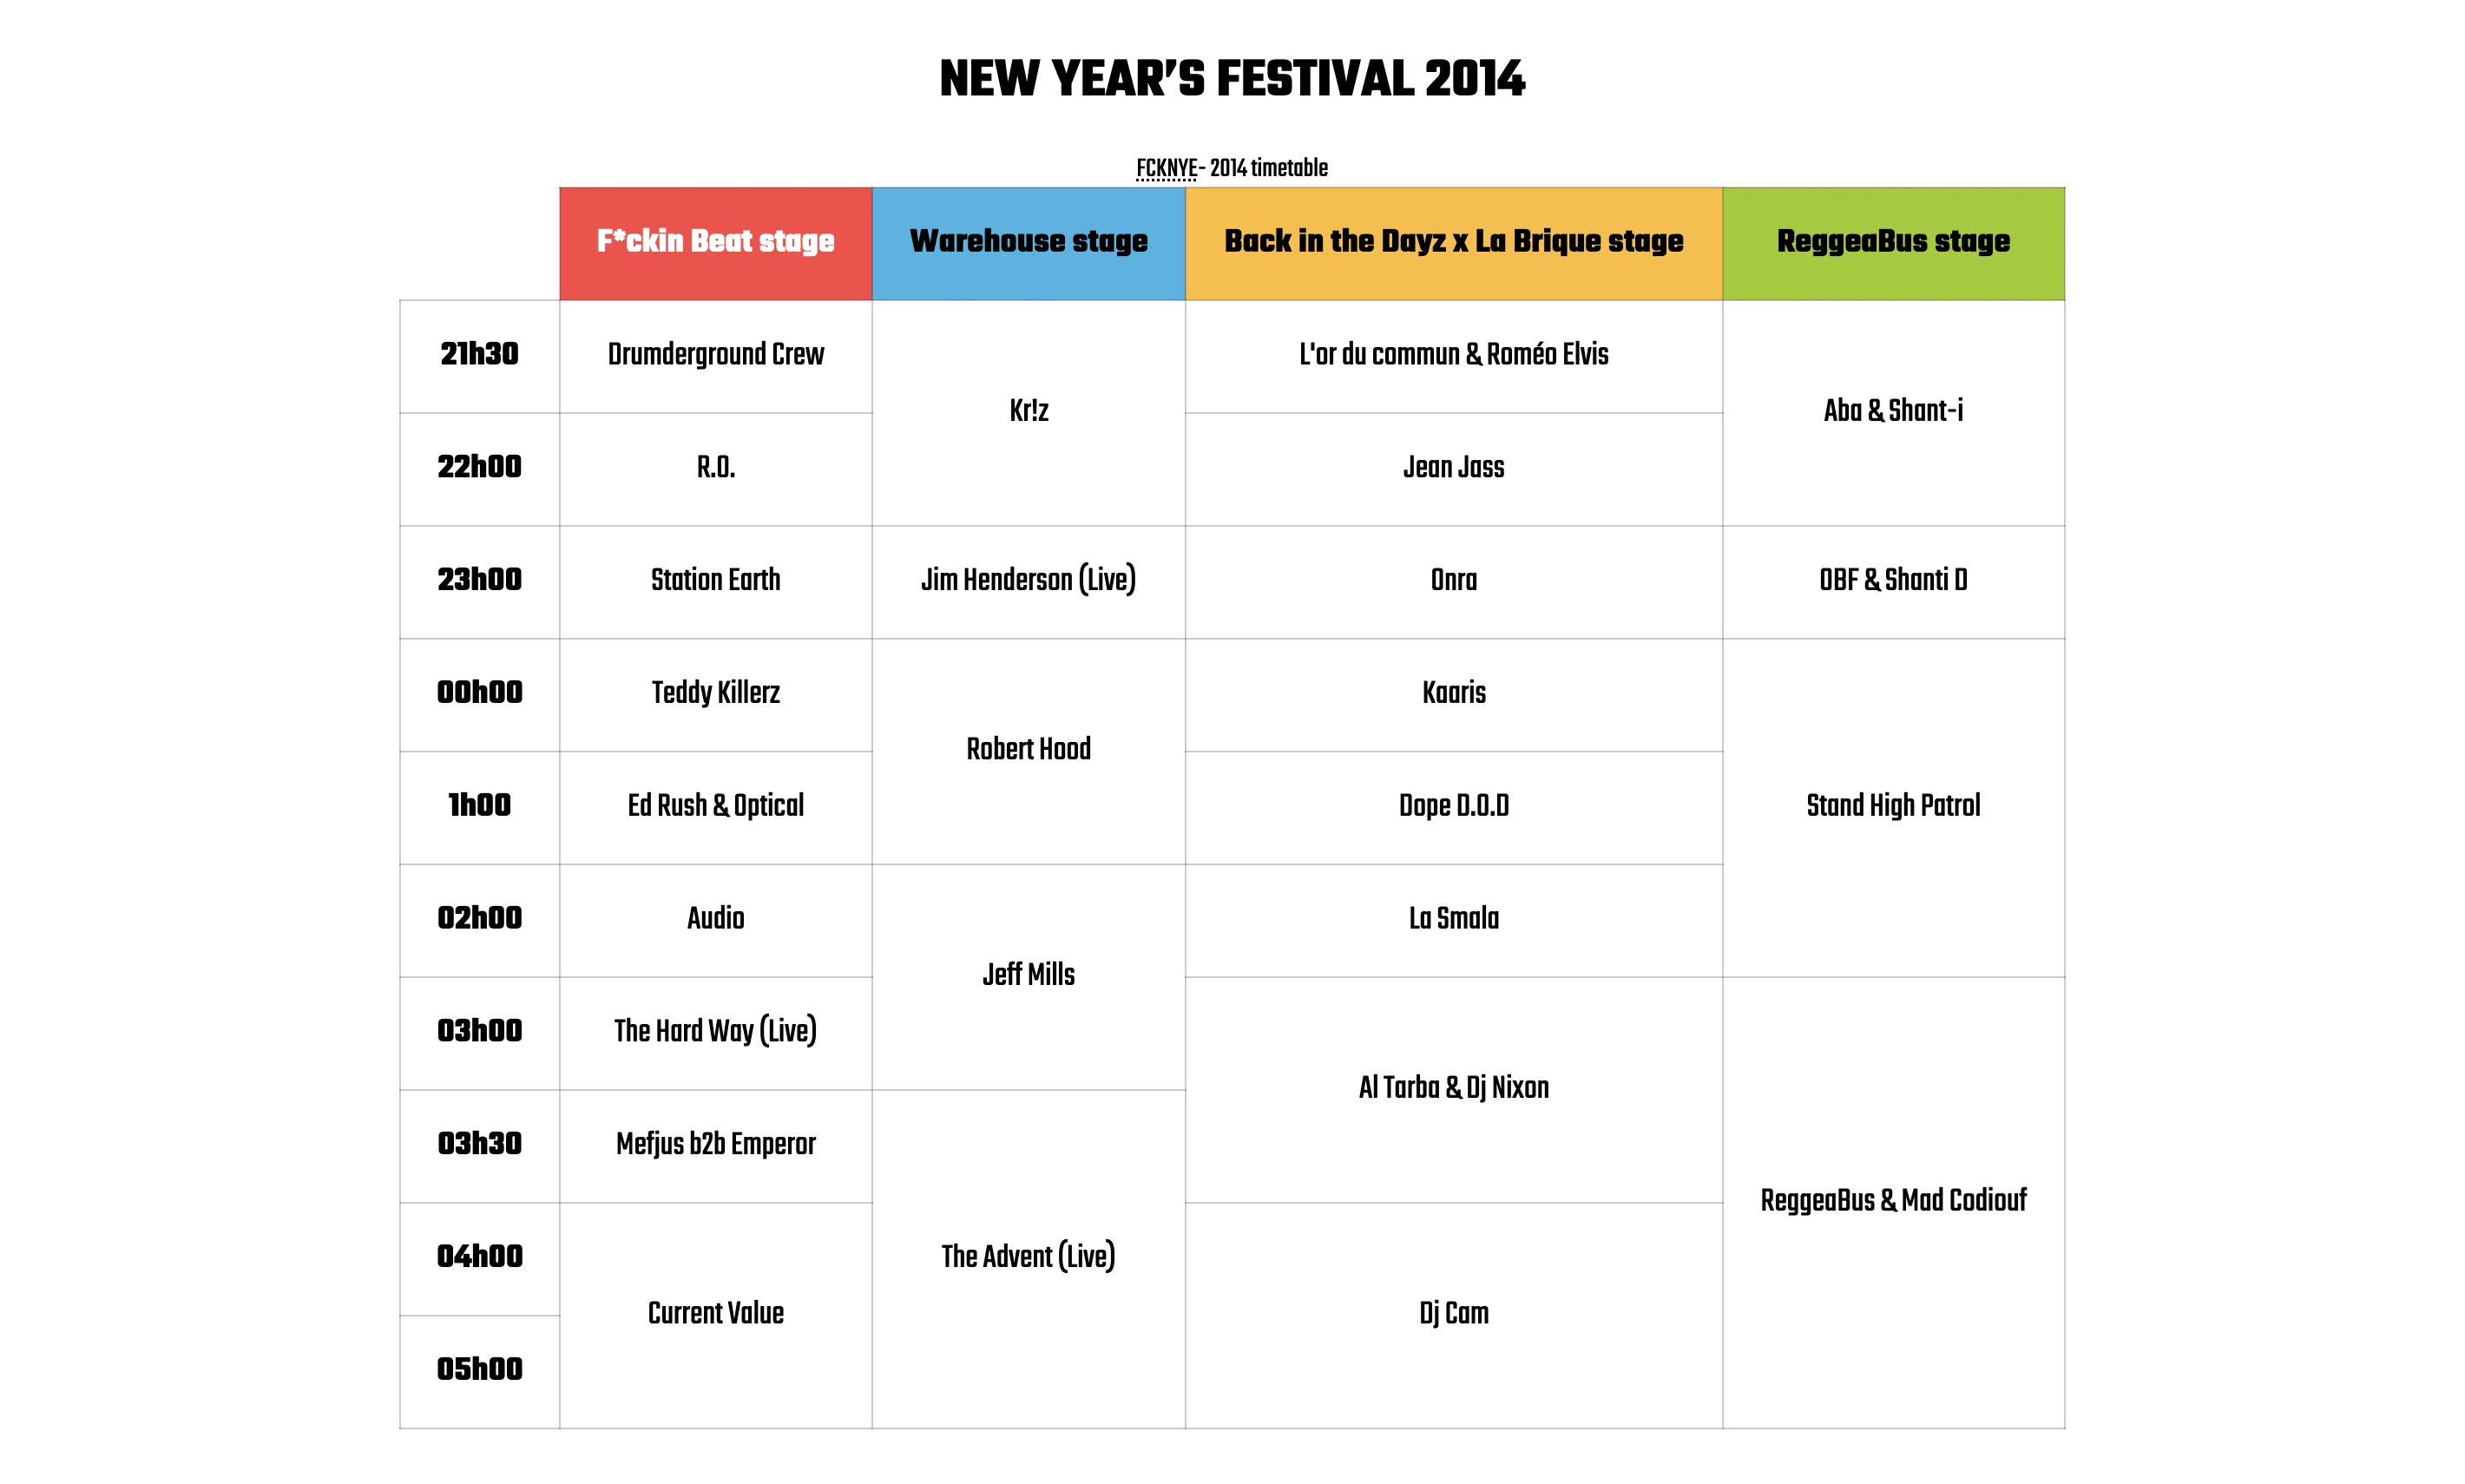 NEW YEAR'S FESTIVAL 2014
FCKNYE- 2014 timetable
F*ckin Beat stage
Warehouse stage
Back in the Dayz x La Brique stage
ReggeaBus stage
21h30
Drumderground Crew
Kr!z
L'or du commun & Roméo Elvis
Aba & Shant-i
22h00
R.O.
Jean Jass
23h00
Station Earth
Jim Henderson (Live)
Onra
OBF & Shanti D
00h00
Teddy Killerz
Robert Hood
Kaaris
Stand High Patrol
1h00
Ed Rush & Optical
Dope D.O.D
02h00
Audio
Jeff Mills
La Smala
03h00
The Hard Way (Live)
Al Tarba & Dj Nixon
ReggeaBus & Mad Codiouf
03h30
Mefjus b2b Emperor
The Advent (Live)
04h00
Current Value
Dj Cam
05h00